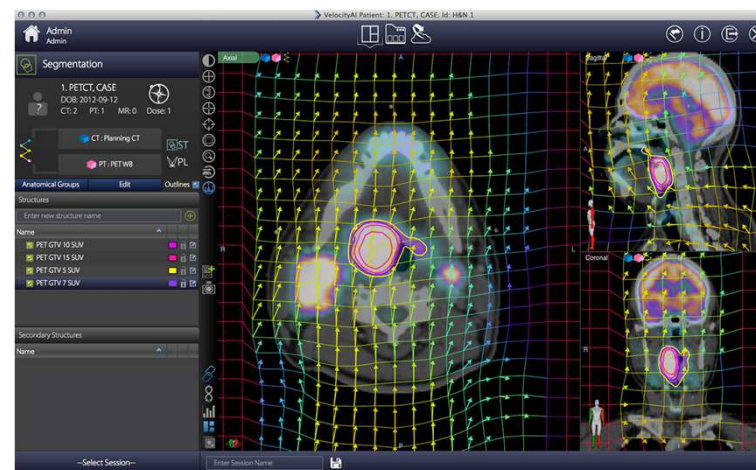 VelocityAI Patient: 1. PETCT, CASE; Id: H&N 1
Admin
Admin
Segmentation
1. PETCT, CASE
DOB: 2012-09-12
CT: 2 PT: 1 MR: 0 Dose: 1
?
CT : Planning CT
ST
PT : PET WB
PL
Anatomical Groups Edit Outlines
Structures
Enter new structure name
Name
PET GTV 10 SUV
PET GTV 15 SUV
PET GTV 5 SUV
PET GTV 7 SUV
Secondary Structures
Name
--Select Session--
Enter Session Name
Axial
A
R
L
P
Sagittal
A
Coronal
R